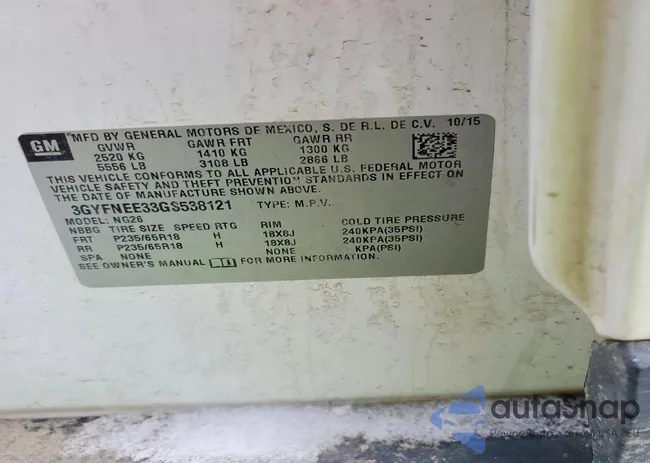 GM
MFD BY GENERAL MOTORS DE MEXICO, S. DE R.L. DE C.V. 10/15
GVWR GAWR FRT GAWR RR
2520 KG 1410 KG 1300 KG
5556 LB 3108 LB 2866 LB
THIS VEHICLE CONFORMS TO ALL APPLICABLE U.S. FEDERAL MOTOR
VEHICLE SAFETY AND THEFT PREVENTION STANDARDS IN EFFECT ON
THE DATE OF MANUFACTURE SHOWN ABOVE.
3GYFNEE33GS538121 TYPE: M.P.V.
MODEL: NG26
NBBG TIRE SIZE SPEED RTG RIM COLD TIRE PRESSURE
FRT P235/65R18 H 18X8J 240KPA(35PSI)
RR P235/65R18 H 18X8J 240KPA(35PSI)
SPA NONE NONE KPA(PSI)
SEE OWNER'S MANUAL FOR MORE INFORMATION.
autosnap